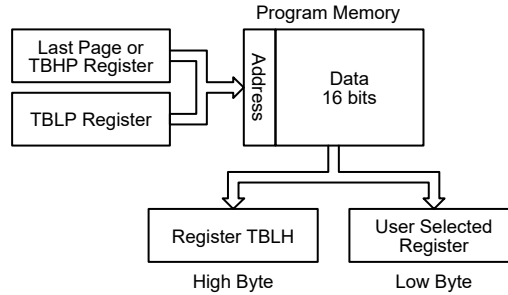 Program Memory
Last Page or
TBHP Register
TBLP Register
Address
Data
16 bits
Register TBLH
User Selected
Register
High Byte
Low Byte